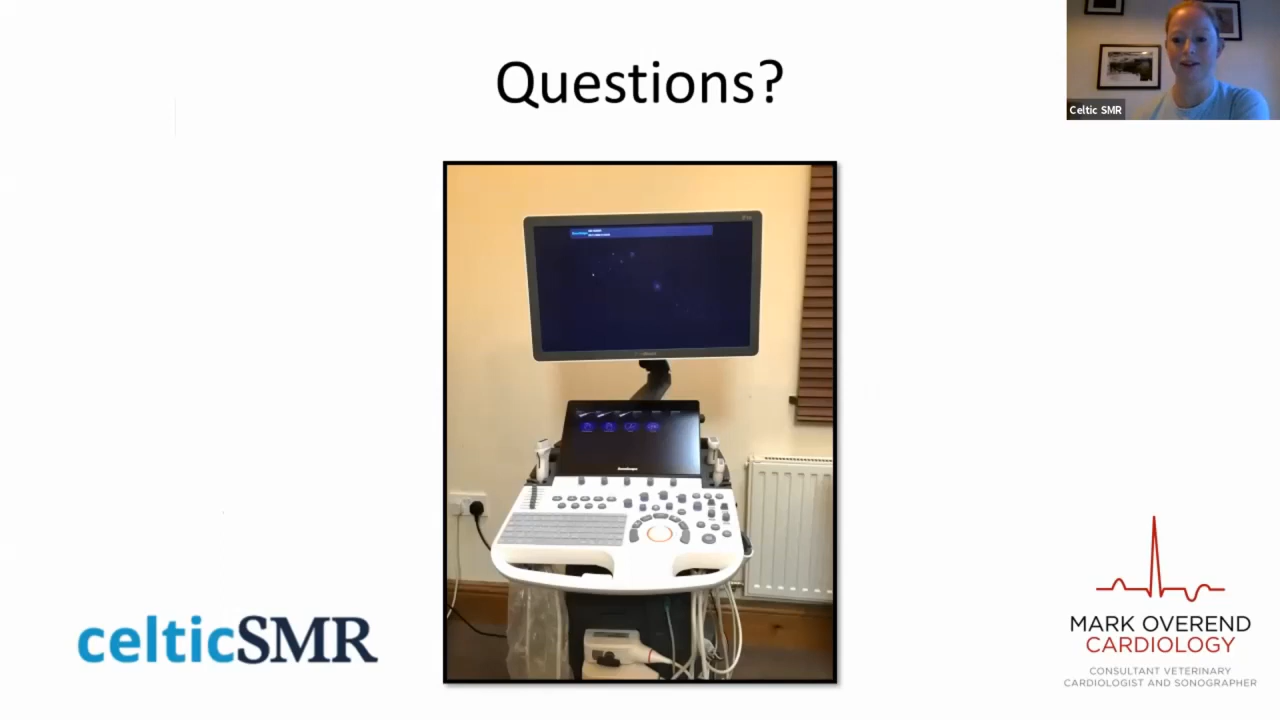 Questions?
Celtic SMR
celticSMR
MARK OVEREND
CARDIOLOGY
CONSULTANT VETERINARY
CARDIOLOGIST AND SONOGRAPHER